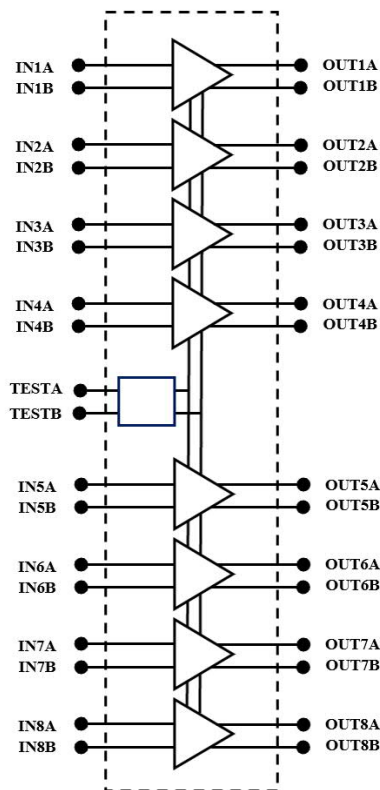 IN1A OUT1A
IN1B OUT1B
IN2A OUT2A
IN2B OUT2B
IN3A OUT3A
IN3B OUT3B
IN4A OUT4A
IN4B OUT4B
TESTA
TESTB
IN5A OUT5A
IN5B OUT5B
IN6A OUT6A
IN6B OUT6B
IN7A OUT7A
IN7B OUT7B
IN8A OUT8A
IN8B OUT8B